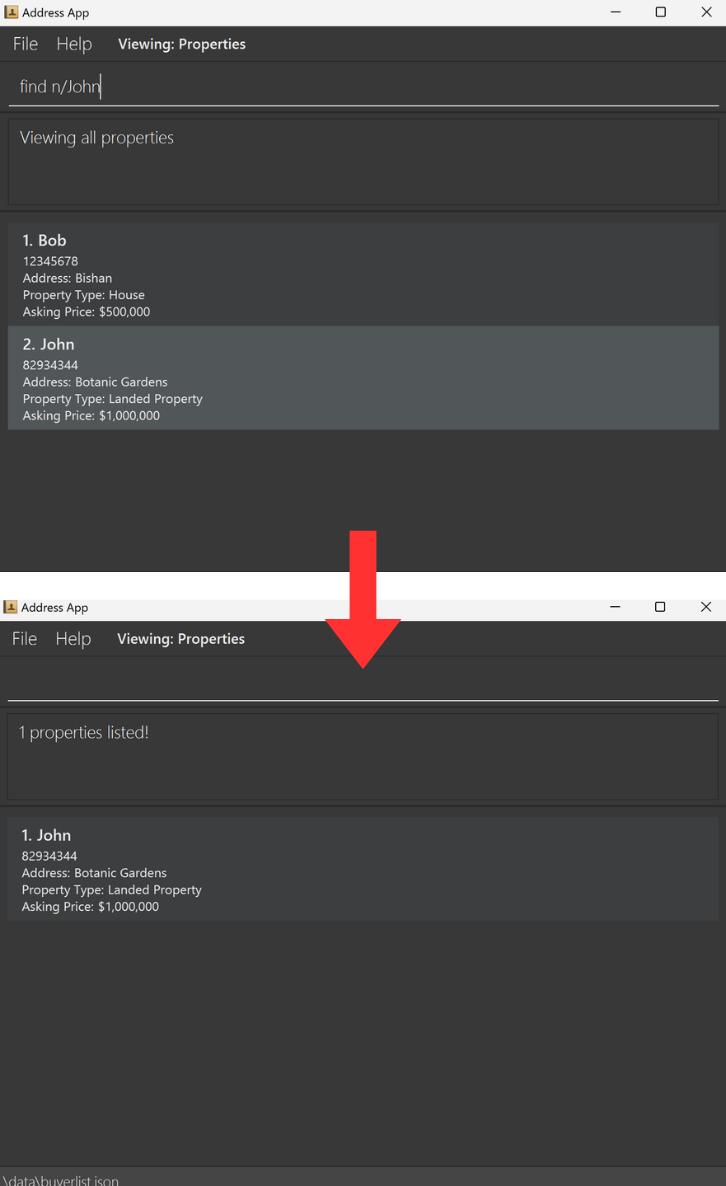 Address App
File Help Viewing: Properties
find n/John
Viewing all properties
1. Bob
12345678
Address: Bishan
Property Type: House
Asking Price: $500,000
2. John
82934344
Address: Botanic Gardens
Property Type: Landed Property
Asking Price: $1,000,000
Address App
File Help Viewing: Properties
1 properties listed!
1. John
82934344
Address: Botanic Gardens
Property Type: Landed Property
Asking Price: $1,000,000
\data\buyerlist.json